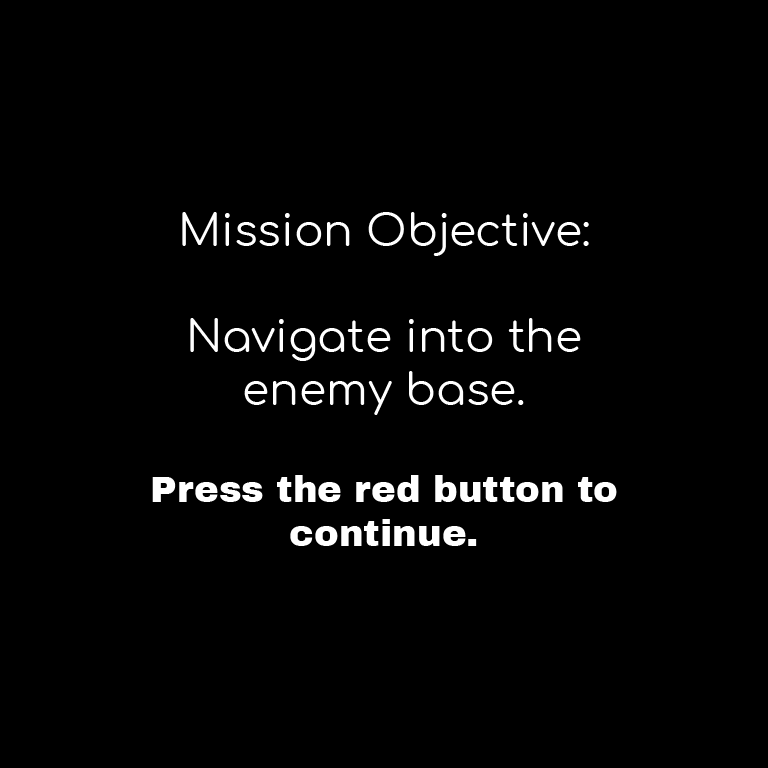 Mission Objective:
Navigate into the
enemy base.
Press the red button to
continue.